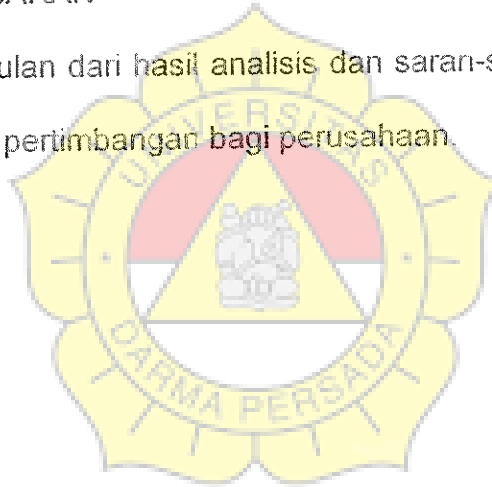 ulan dari hasil analisis dan saran-s
pertimbangan bagi perusahaan.
UNIVERSITAS
DARMA PERSADA